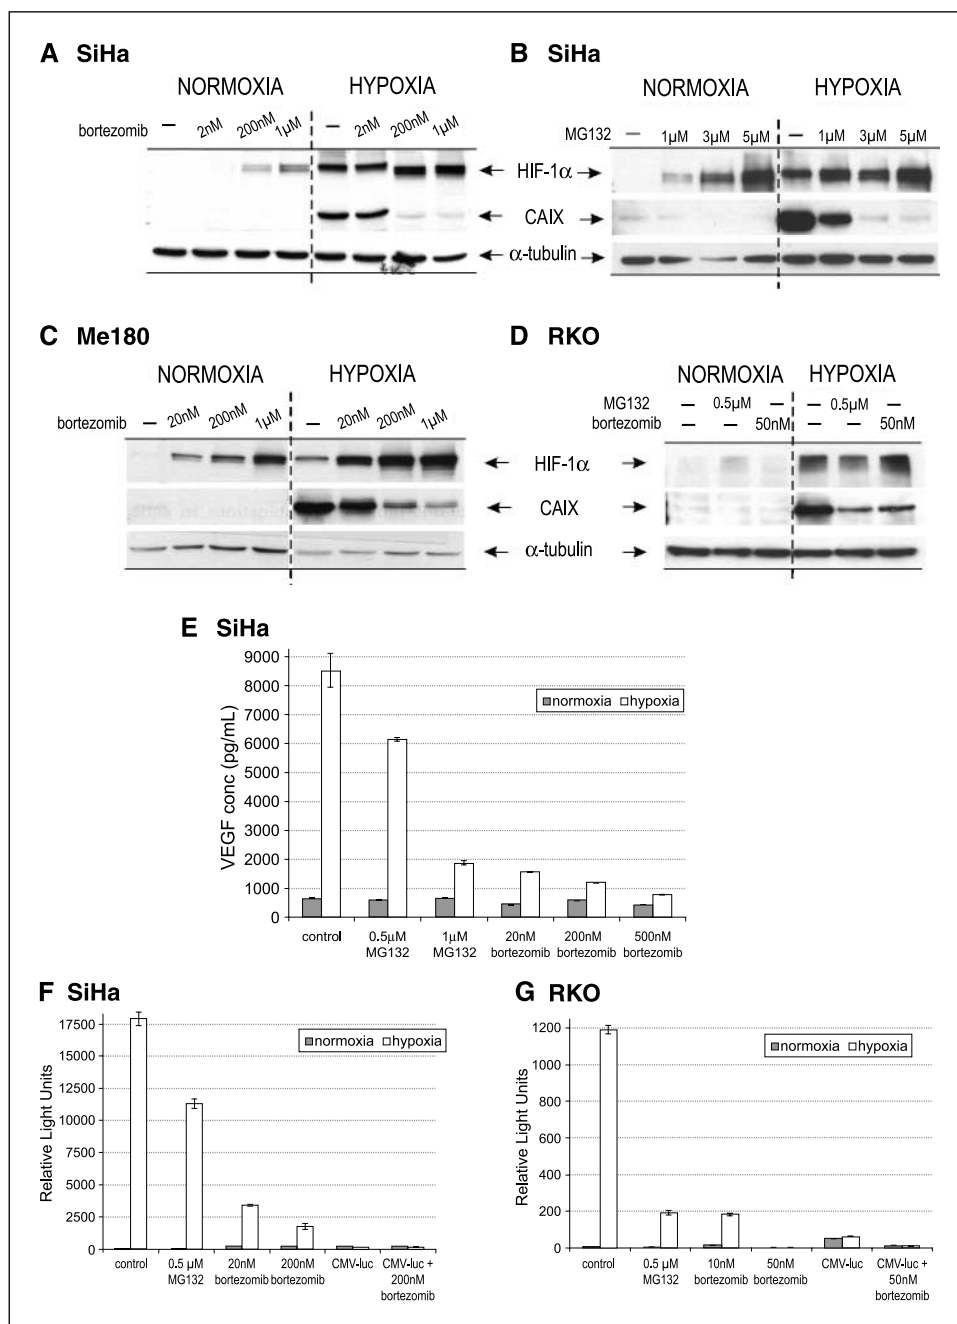 A SiHa
NORMOXIA HYPOXIA
bortezomib — 2nM 200nM 1µM — 2nM 200nM 1µM
B SiHa
NORMOXIA HYPOXIA
MG132 — 1µM 3µM 5µM — 1µM 3µM 5µM
HIF-1α
CAIX
α-tubulin
C Me180
NORMOXIA HYPOXIA
bortezomib — 20nM 200nM 1µM — 20nM 200nM 1µM
D RKO
NORMOXIA HYPOXIA
MG132 — 0.5µM — — 0.5µM —
bortezomib — — 50nM — — 50nM
HIF-1α
CAIX
α-tubulin
E SiHa
VEGF conc (pg/mL)
9000
8000
7000
6000
5000
4000
3000
2000
1000
0
normoxia hypoxia
control 0.5µM MG132 1µM MG132 20nM bortezomib 200nM bortezomib 500nM bortezomib
F SiHa
Relative Light Units
17500
15000
12500
10000
7500
5000
2500
0
normoxia hypoxia
control 0.5 µM MG132 20nM bortezomib 200nM bortezomib CMV-luc CMV-luc + 200nM bortezomib
G RKO
Relative Light Units
1200
1000
800
600
400
200
0
normoxia hypoxia
control 0.5 µM MG132 10nM bortezomib 50nM bortezomib CMV-luc CMV-luc + 50nM bortezomib